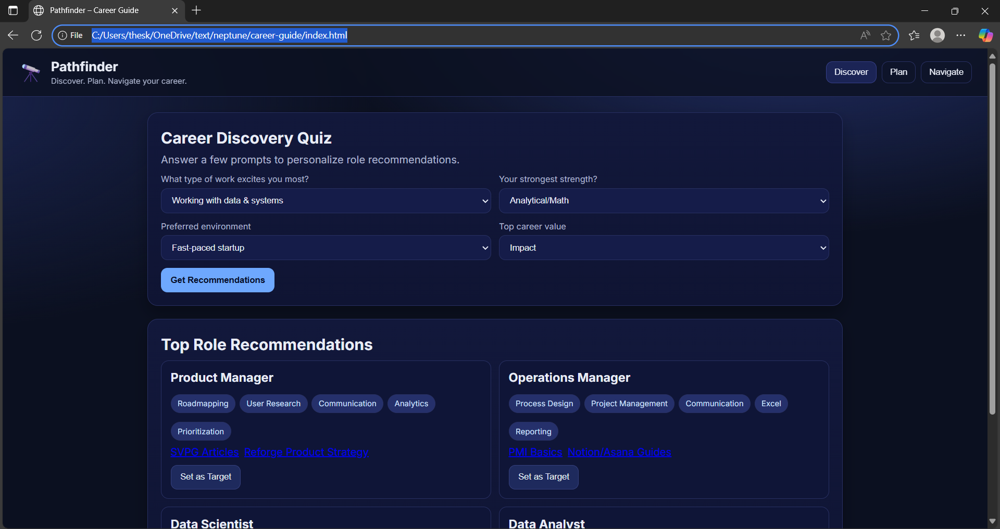 Pathfinder – Career Guide
File C:/Users/thesk/OneDrive/text/neptune/career-guide/index.html
Pathfinder
Discover. Plan. Navigate your career.
Discover Plan Navigate
Career Discovery Quiz
Answer a few prompts to personalize role recommendations.
What type of work excites you most? Your strongest strength?
Working with data & systems Analytical/Math
Preferred environment Top career value
Fast-paced startup Impact
Get Recommendations
Top Role Recommendations
Product Manager
Roadmapping User Research Communication Analytics
Prioritization
SVPG Articles Reforge Product Strategy
Set as Target
Operations Manager
Process Design Project Management Communication Excel
Reporting
PMI Basics Notion/Asana Guides
Set as Target
Data Scientist
Data Analyst